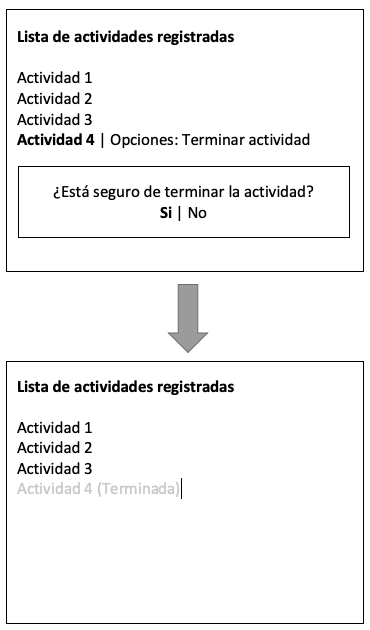 Lista de actividades registradas
Actividad 1
Actividad 2
Actividad 3
Actividad 4 | Opciones: Terminar actividad
¿Está seguro de terminar la actividad?
Si | No
Lista de actividades registradas
Actividad 1
Actividad 2
Actividad 3
Actividad 4 (Terminada)